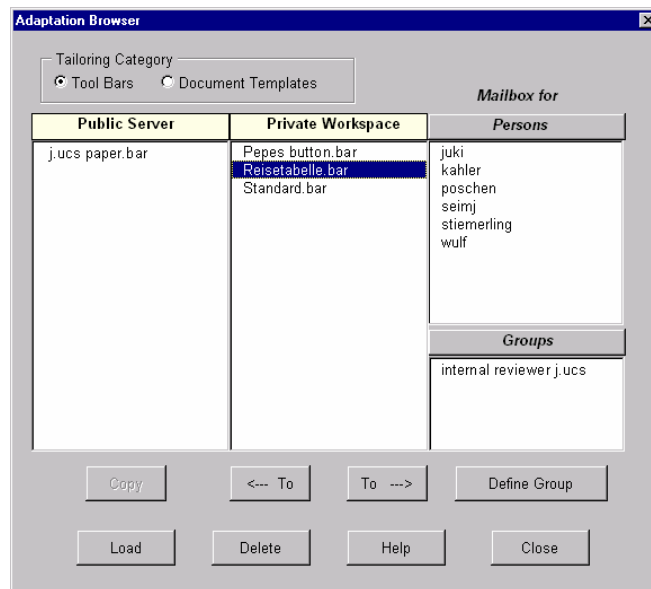 Adaptation Browser
Tailoring Category
Tool Bars
Document Templates
Mailbox for
Public Server
Private Workspace
Persons
j.ucs paper.bar
Pepes button.bar
Reisetabelle.bar
Standard.bar
juki
kahler
poschen
seimj
stiemerling
wulf
Groups
internal reviewer j.ucs
Copy
<--- To
To --->
Define Group
Load
Delete
Help
Close